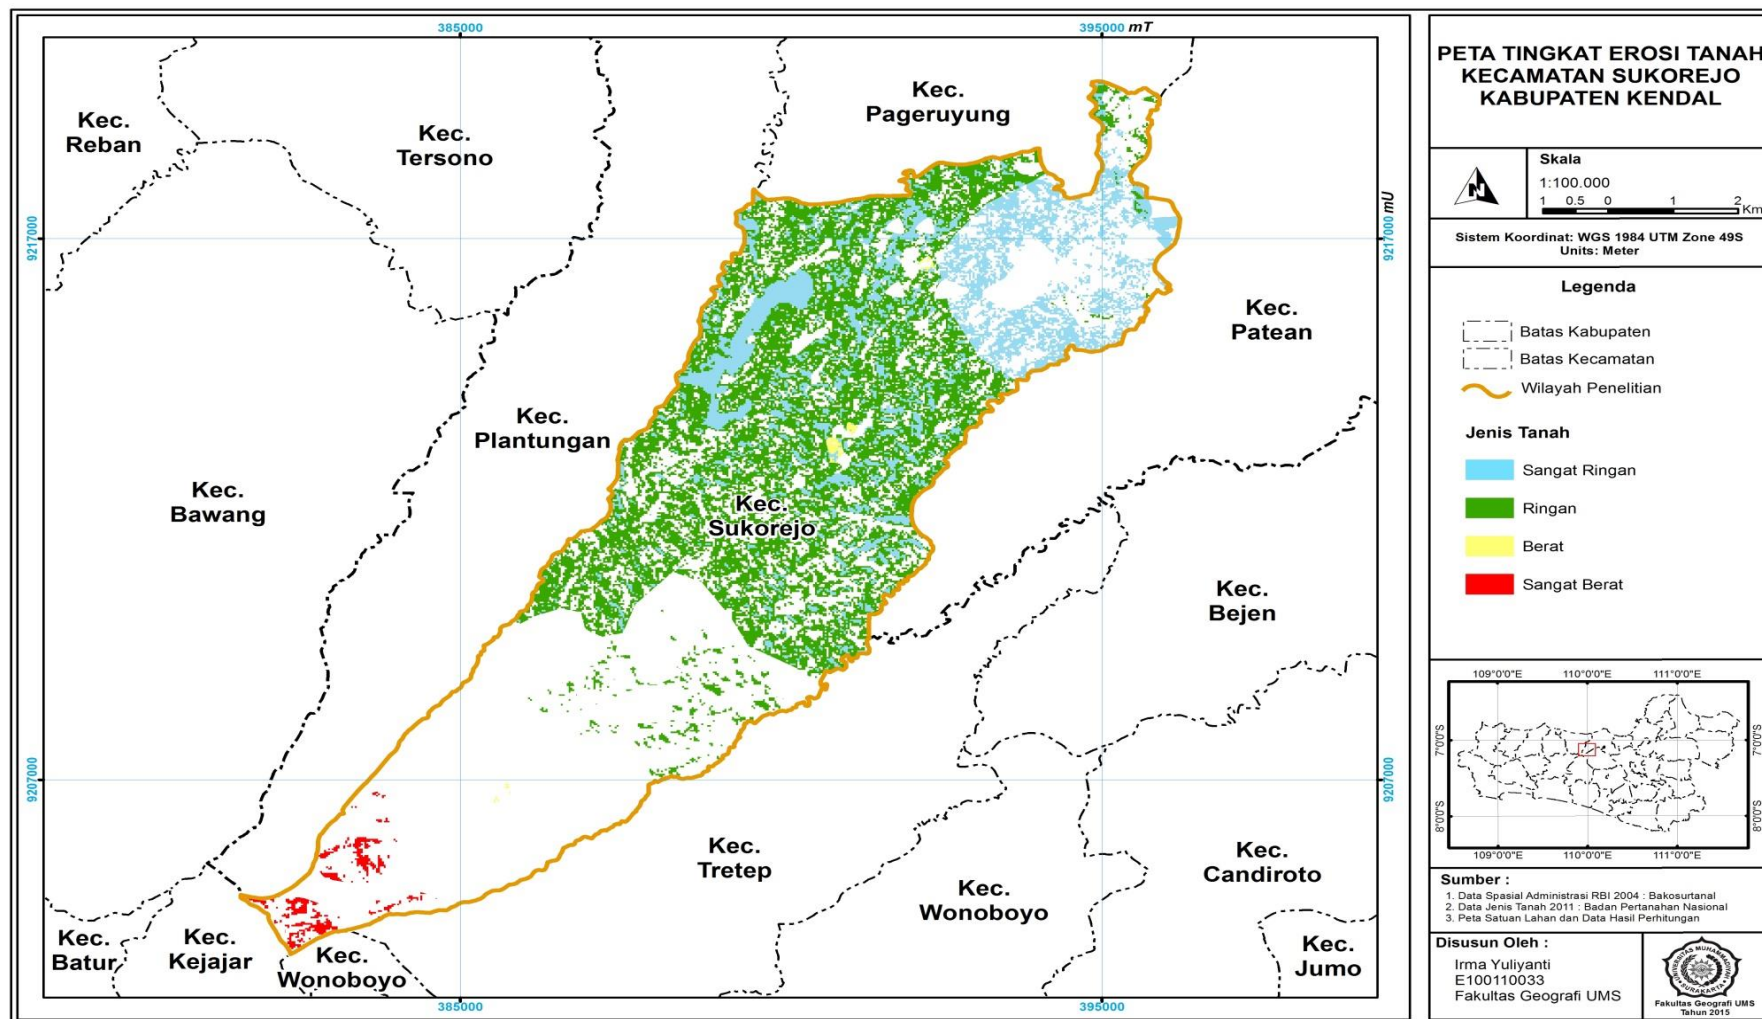 385000
395000 mT
Kec.
Reban
Kec.
Tersono
Kec.
Pageruyung
9217000
9217000 mU
Kec.
Patean
Kec.
Plantungan
Kec.
Bawang
Kec.
Sukorejo
Kec.
Bejen
9207000
9207000
Kec.
Tretep
Kec.
Candiroto
Kec.
Wonoboyo
Kec.
Batur
Kec.
Kejajar
Kec.
Wonoboyo
Kec.
Jumo
385000
395000
PETA TINGKAT EROSI TANAH
KECAMATAN SUKOREJO
KABUPATEN KENDAL
N
Skala
1:100.000
1 0.5 0 1 2
Km
Sistem Koordinat: WGS 1984 UTM Zone 49S
Units: Meter
Legenda
Batas Kabupaten
Batas Kecamatan
Wilayah Penelitian
Jenis Tanah
Sangat Ringan
Ringan
Berat
Sangat Berat
109°0'0"E 110°0'0"E 111°0'0"E
7°0'0"S
7°0'0"S
8°0'0"S
8°0'0"S
109°0'0"E 110°0'0"E 111°0'0"E
Sumber :
1. Data Spasial Administrasi RBI 2004 : Bakosurtanal
2. Data Jenis Tanah 2011 : Badan Pertanahan Nasional
3. Peta Satuan Lahan dan Data Hasil Perhitungan
Disusun Oleh :
Irma Yuliyanti
E100110033
Fakultas Geografi UMS
UNIVERSITAS MUHAMMADIYAH
SURAKARTA
Fakultas Geografi UMS
Tahun 2015